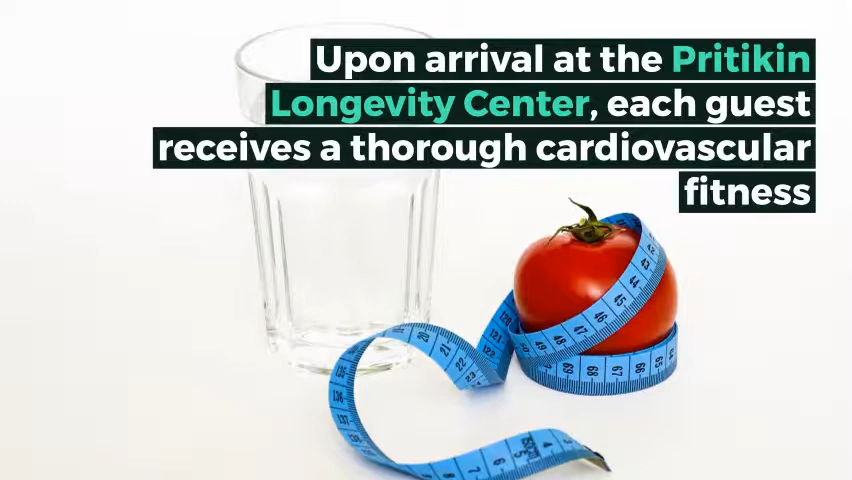 Upon arrival at the Pritikin
Longevity Center, each guest
receives a thorough cardiovascular
fitness